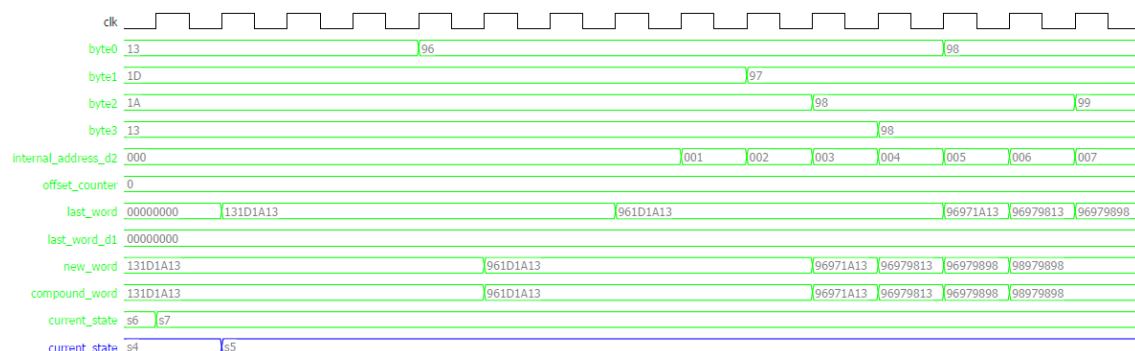 clk
byte0 13 96 98
byte1 1D 97
byte2 1A 98 99
byte3 13 98
internal_address_d2 000 001 002 003 004 005 006 007
offset_counter 0
last_word 00000000 131D1A13 961D1A13 96971A13 96979813 96979898
last_word_d1 00000000
new_word 131D1A13 961D1A13 96971A13 96979813 96979898 98979898
compound_word 131D1A13 961D1A13 96971A13 96979813 96979898 98979898
current_state s6 s7
current_state s4 s5